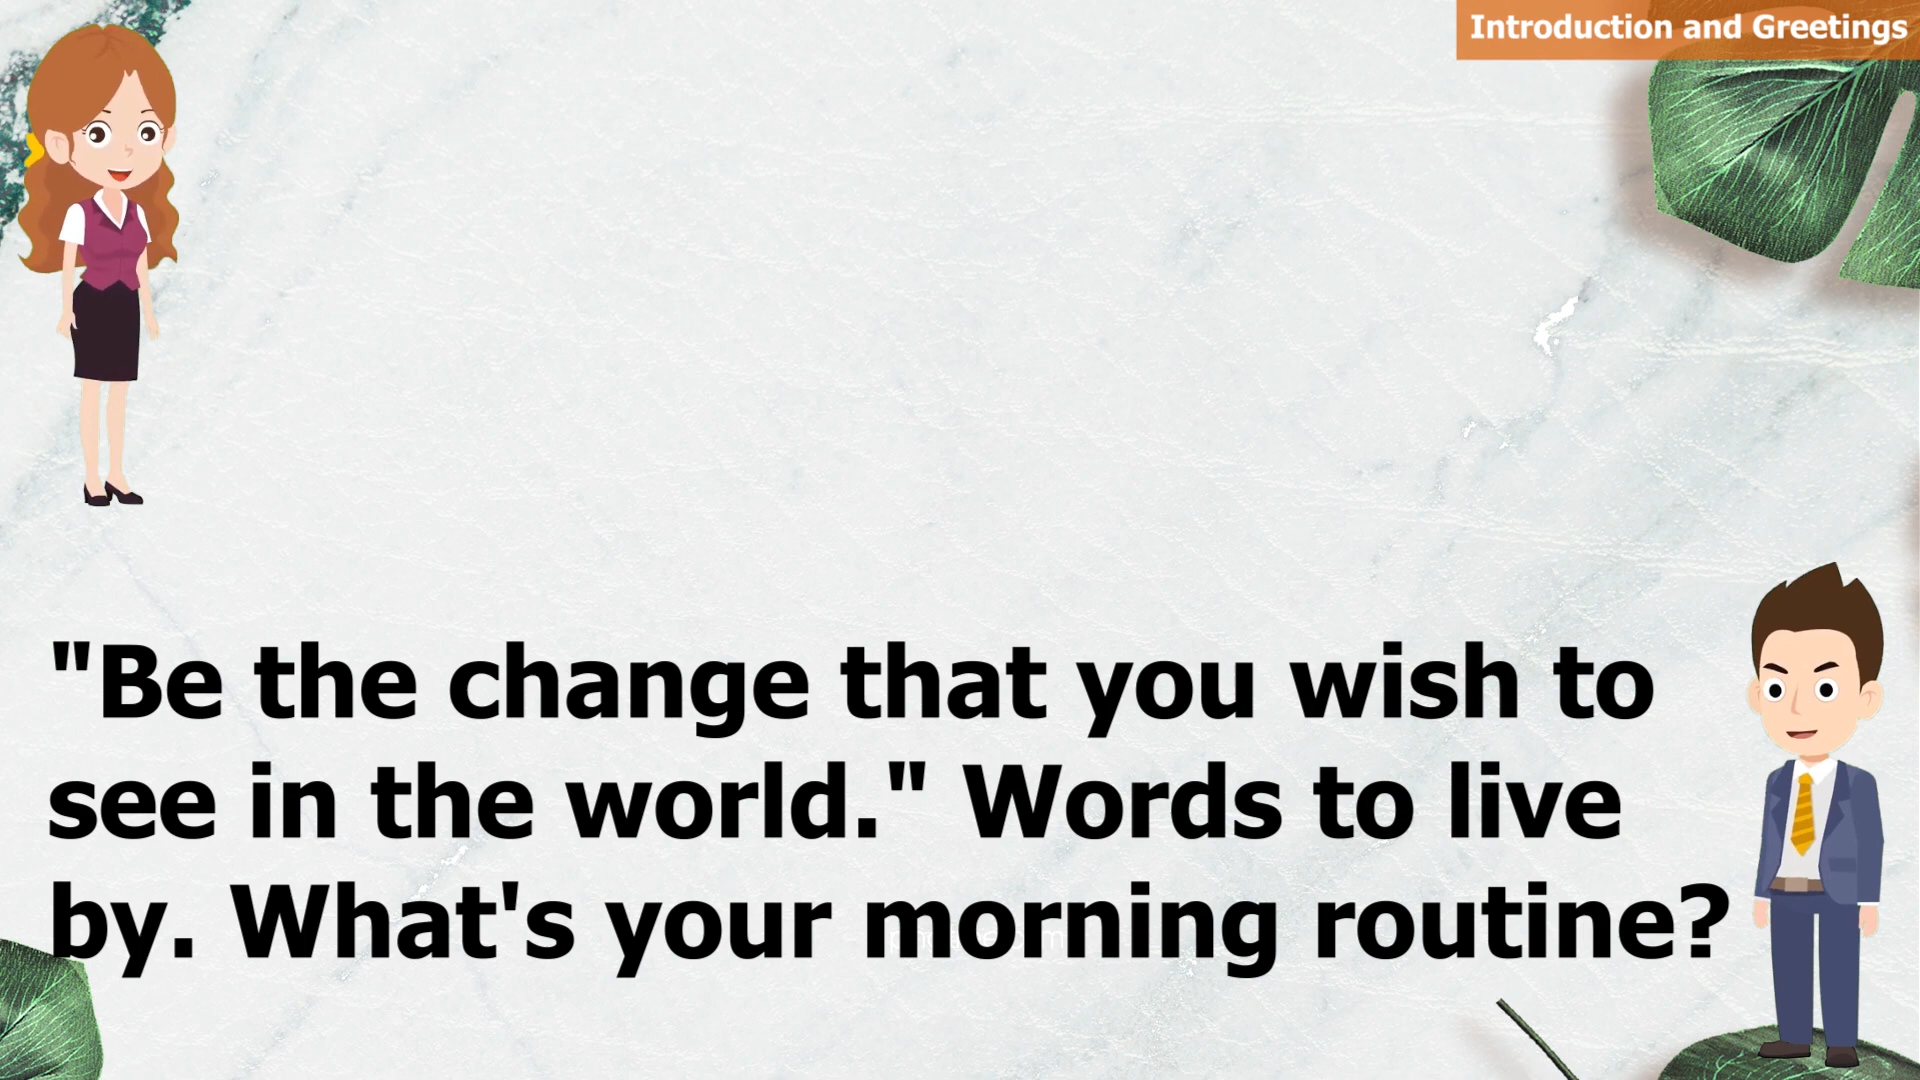 Introduction and Greetings
"Be the change that you wish to
see in the world." Words to live
by. What's your morning routine?